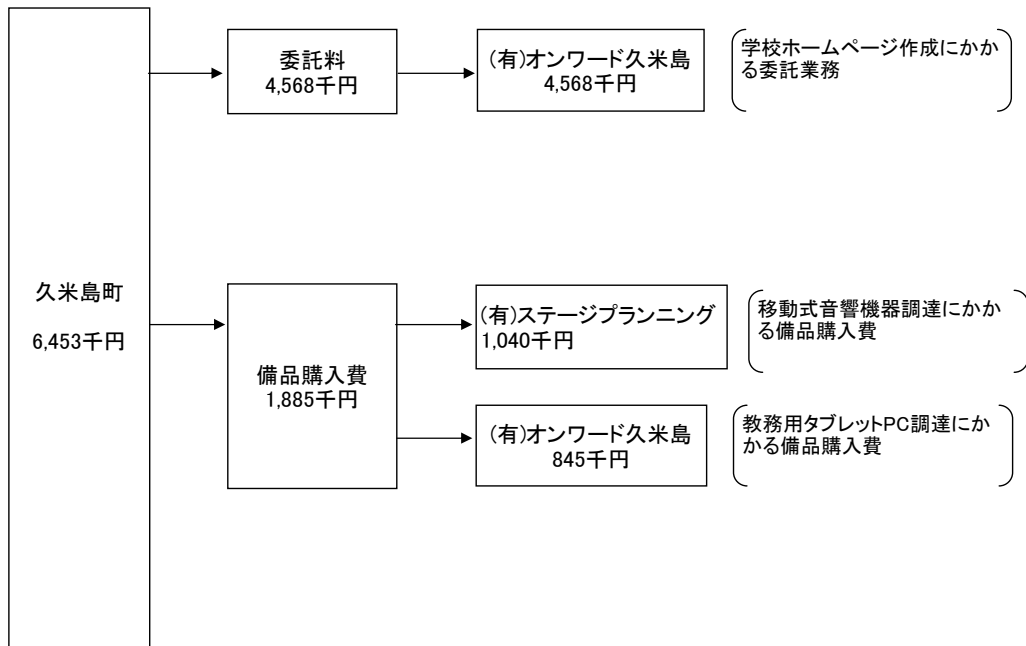 委託料
4,568千円
(有)オンワード久米島
4,568千円
学校ホームページ作成にかか
る委託業務
久米島町
6,453千円
備品購入費
1,885千円
(有)ステージプランニング
1,040千円
移動式音響機器調達にかか
る備品購入費
(有)オンワード久米島
845千円
教務用タブレットPC調達にか
かる備品購入費